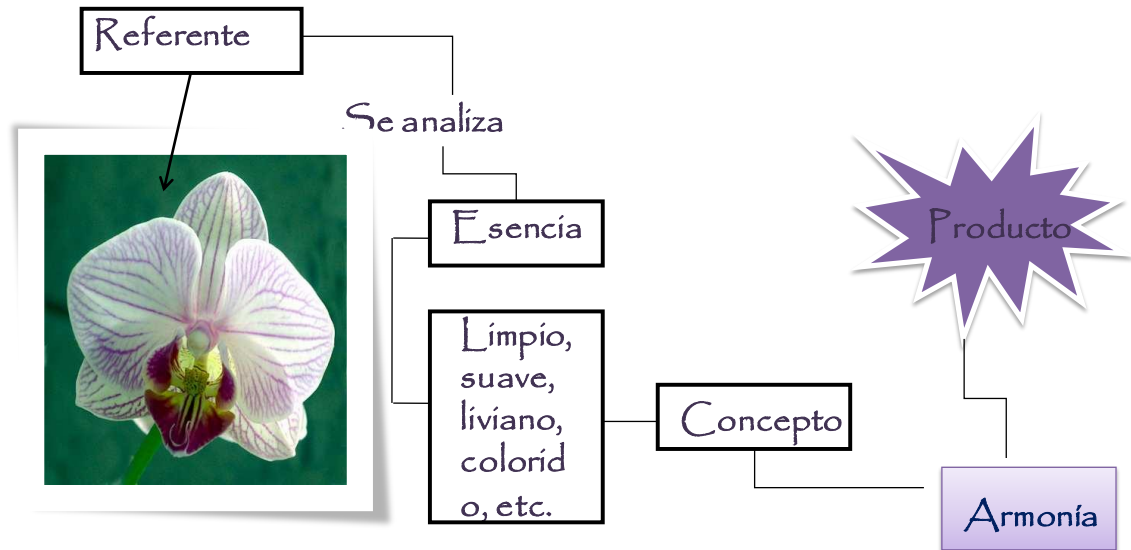 Referente
Se analiza
Esencia
Limpio,
suave,
liviano,
colorid
o, etc.
Concepto
Producto
Armonía